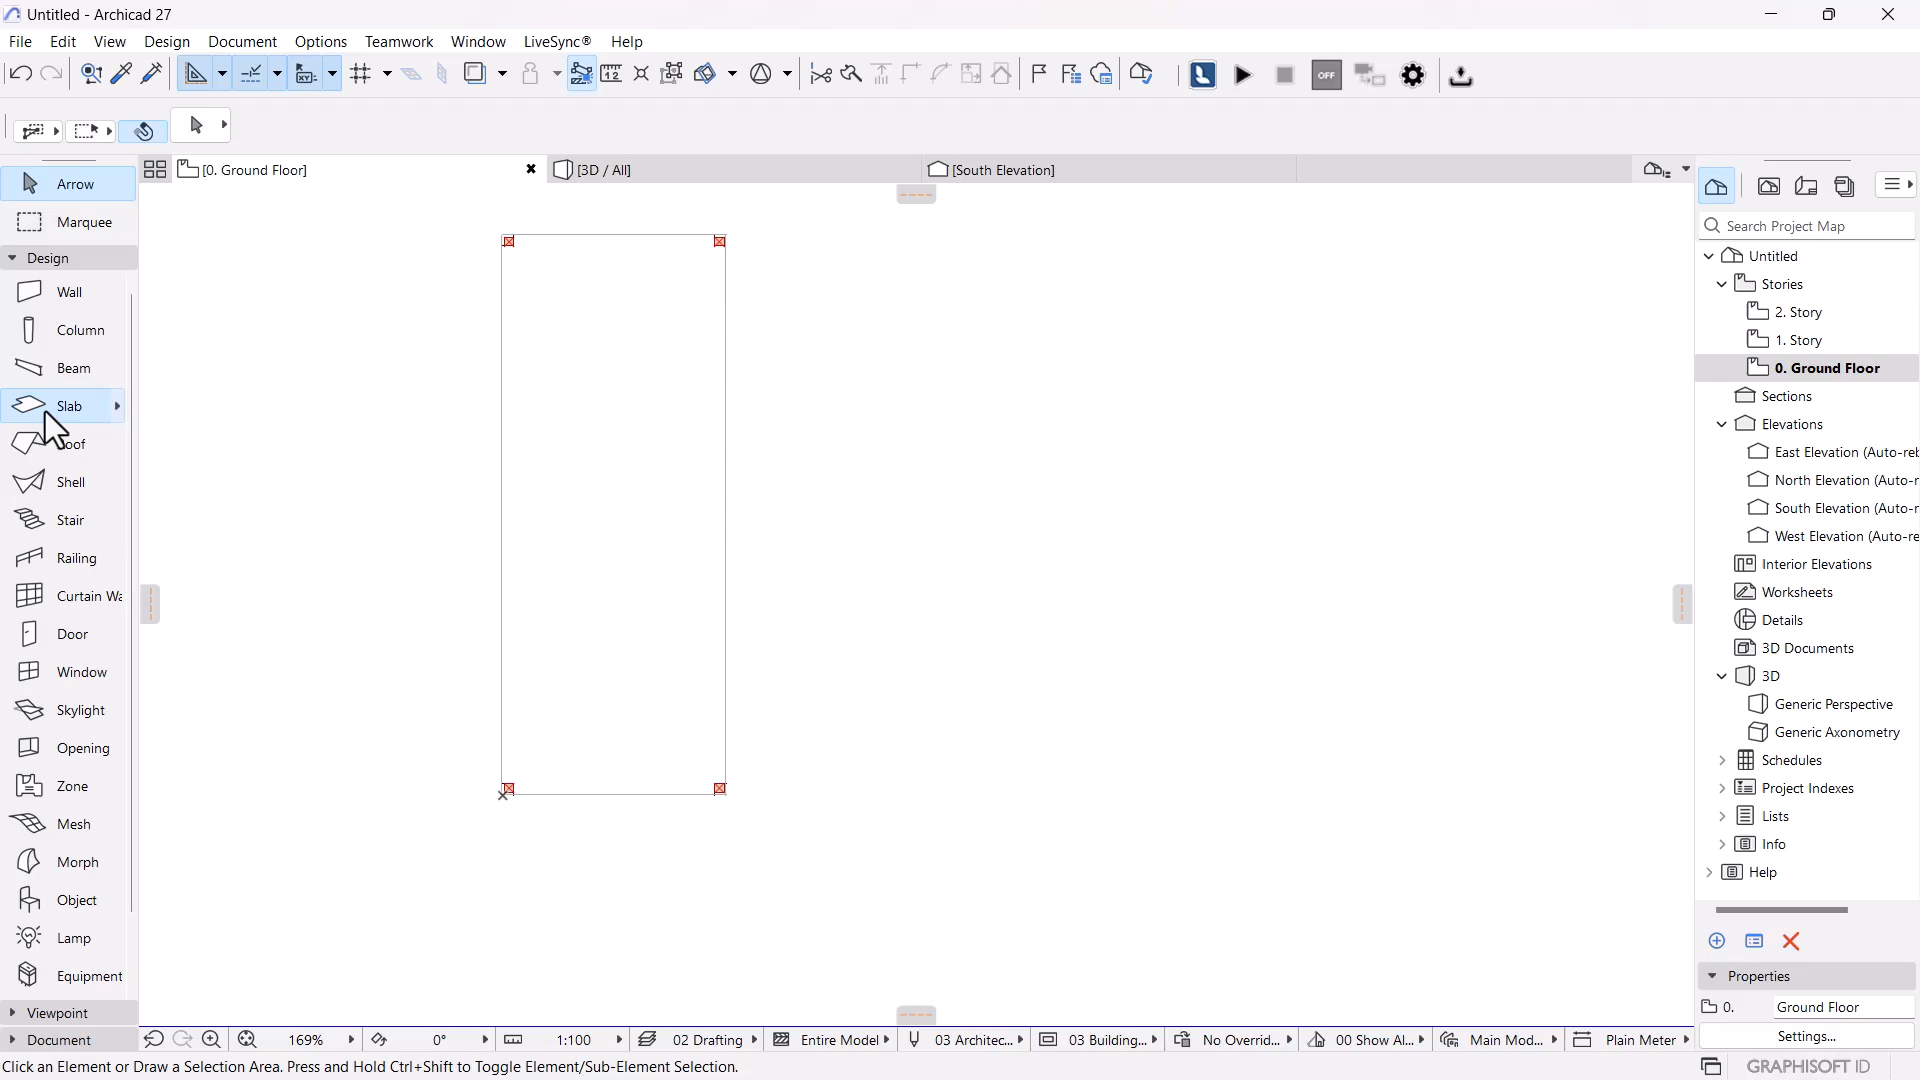 Untitled - Archicad 27
File Edit View Design Document Options Teamwork Window LiveSync® Help
OFF
[0. Ground Floor]
[3D / All]
[South Elevation]
Arrow
Marquee
Design
Wall
Column
Beam
Slab
oof
Shell
Stair
Railing
Curtain Wa
Door
Window
Skylight
Opening
Zone
Mesh
Morph
Object
Lamp
Equipment
Viewpoint
Document
Search Project Map
Untitled
Stories
2. Story
1. Story
0. Ground Floor
Sections
Elevations
East Elevation (Auto-reb
North Elevation (Auto-r
South Elevation (Auto-r
West Elevation (Auto-re
Interior Elevations
Worksheets
Details
3D Documents
3D
Generic Perspective
Generic Axonometry
Schedules
Project Indexes
Lists
Info
Help
Properties
0. Ground Floor
Settings...
169% 0° 1:100 02 Drafting Entire Model 03 Architec... 03 Building... No Overrid... 00 Show Al... Main Mod... Plain Meter
Click an Element or Draw a Selection Area. Press and Hold Ctrl+Shift to Toggle Element/Sub-Element Selection.
GRAPHISOFT ID